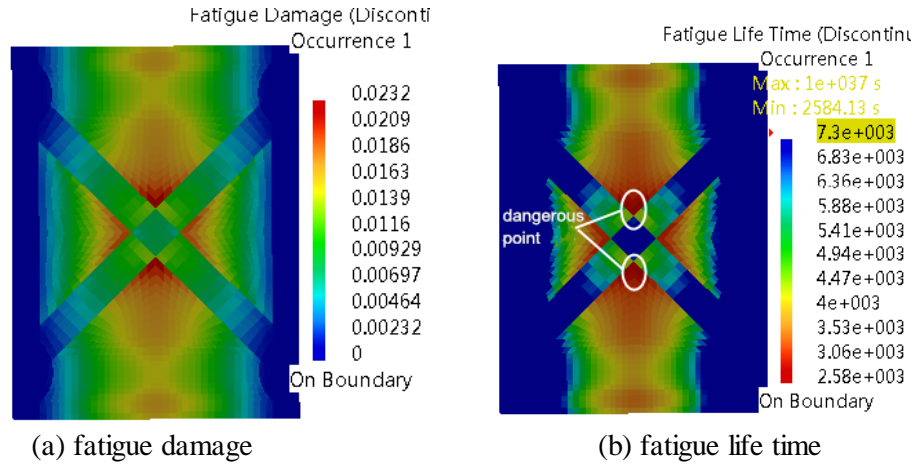 Fatigue Damage (Disconti
Occurrence 1
0.0232
0.0209
0.0186
0.0163
0.0139
0.0116
0.00929
0.00697
0.00464
0.00232
0
On Boundary
(a) fatigue damage
Fatigue Life Time (Discontinu
Occurrence 1
Max : 1e+037 s
Min : 2584.13 s
7.3e+003
6.83e+003
6.36e+003
5.88e+003
5.41e+003
4.94e+003
4.47e+003
4e+003
3.53e+003
3.06e+003
2.58e+003
On Boundary
dangerous
point
(b) fatigue life time